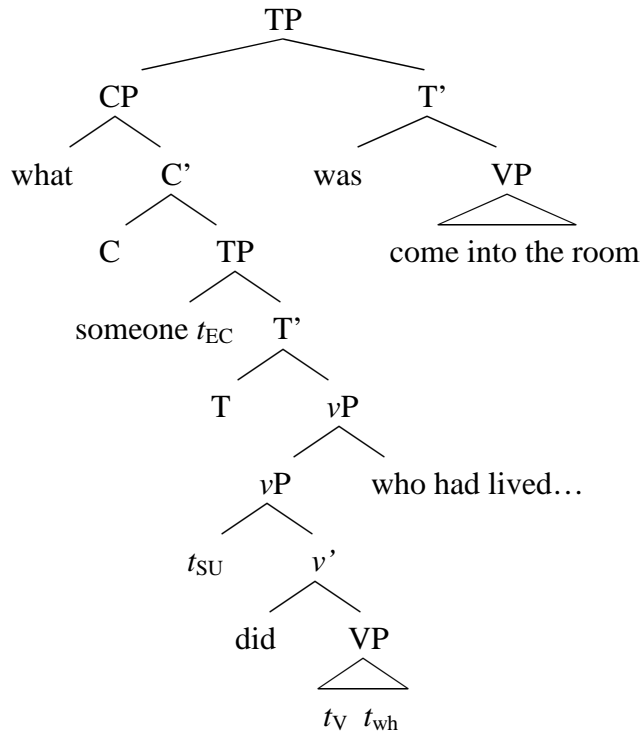 TP
CP T’
what C’ was VP
C TP come into the room
someone tEC T’
T vP
vP who had lived…
tSU v’
did VP
tV twh